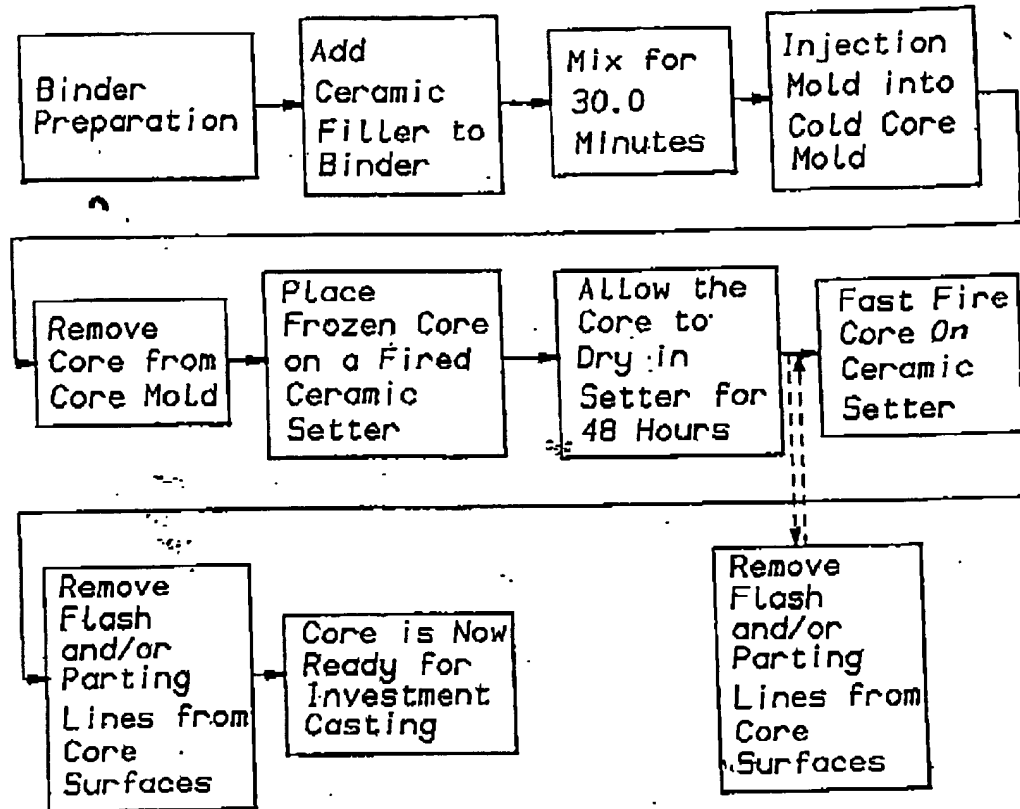 Binder
Preparation
Add
Ceramic
Filler to
Binder
Mix for
30.0
Minutes
Injection
Mold into
Cold Core
Mold
Remove
Core from
Core Mold
Place
Frozen Core
on a Fired
Ceramic
Setter
Allow the
Core to
Dry in
Setter for
48 Hours
Fast Fire
Core On
Ceramic
Setter
Remove
Flash
and/or
Parting
Lines from
Core
Surfaces
Core is Now
Ready for
Investment
Casting
Remove
Flash
and/or
Parting
Lines from
Core
Surfaces